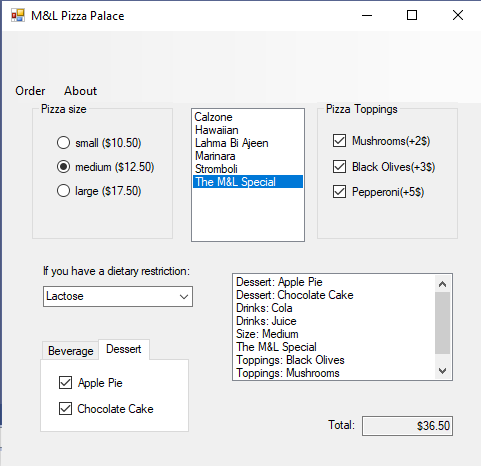 M&L Pizza Palace
Order About
Pizza size
small ($10.50)
medium ($12.50)
large ($17.50)
Calzone
Hawaiian
Lahma Bi Ajeen
Marinara
Stromboli
The M&L Special
Pizza Toppings
Mushrooms(+2$)
Black Olives(+3$)
Pepperoni(+5$)
If you have a dietary restriction:
Lactose
Beverage Dessert
Apple Pie
Chocolate Cake
Dessert: Apple Pie
Dessert: Chocolate Cake
Drinks: Cola
Drinks: Juice
Size: Medium
The M&L Special
Toppings: Black Olives
Toppings: Mushrooms
Total: $36.50